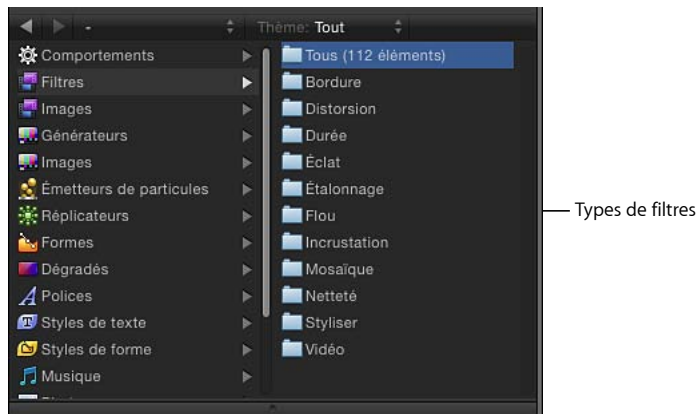 - Thème: Tout
Comportements
Filtres
Images
Générateurs
Images
Émetteurs de particules
Réplicateurs
Formes
Dégradés
Polices
Styles de texte
Styles de forme
Musique
Tous (112 éléments)
Bordure
Distorsion
Durée
Éclat
Étalonnage
Flou
Incrustation
Mosaïque
Netteté
Styliser
Vidéo
Types de filtres